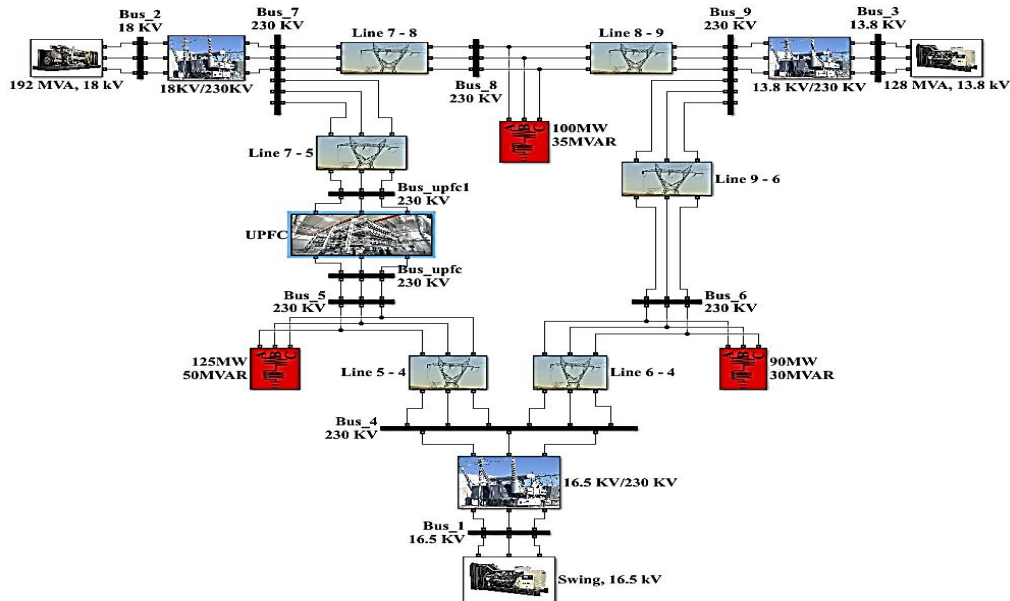 Bus_2
18 KV
Bus_7
230 KV
Line 7 - 8
Line 8 - 9
Bus_9
230 KV
Bus_3
13.8 KV
192 MVA, 18 kV
18KV/230KV
Bus_8
230 KV
13.8 KV/230 KV
128 MVA, 13.8 kV
A
B
C
100MW
35MVAR
Line 7 - 5
Line 9 - 6
Bus_upfc1
230 KV
UPFC
Bus_upfc
230 KV
Bus_5
230 KV
Bus_6
230 KV
A
B
C
125MW
50MVAR
Line 5 - 4
Line 6 - 4
A
B
C
90MW
30MVAR
Bus_4
230 KV
16.5 KV/230 KV
Bus_1
16.5 KV
Swing, 16.5 kV